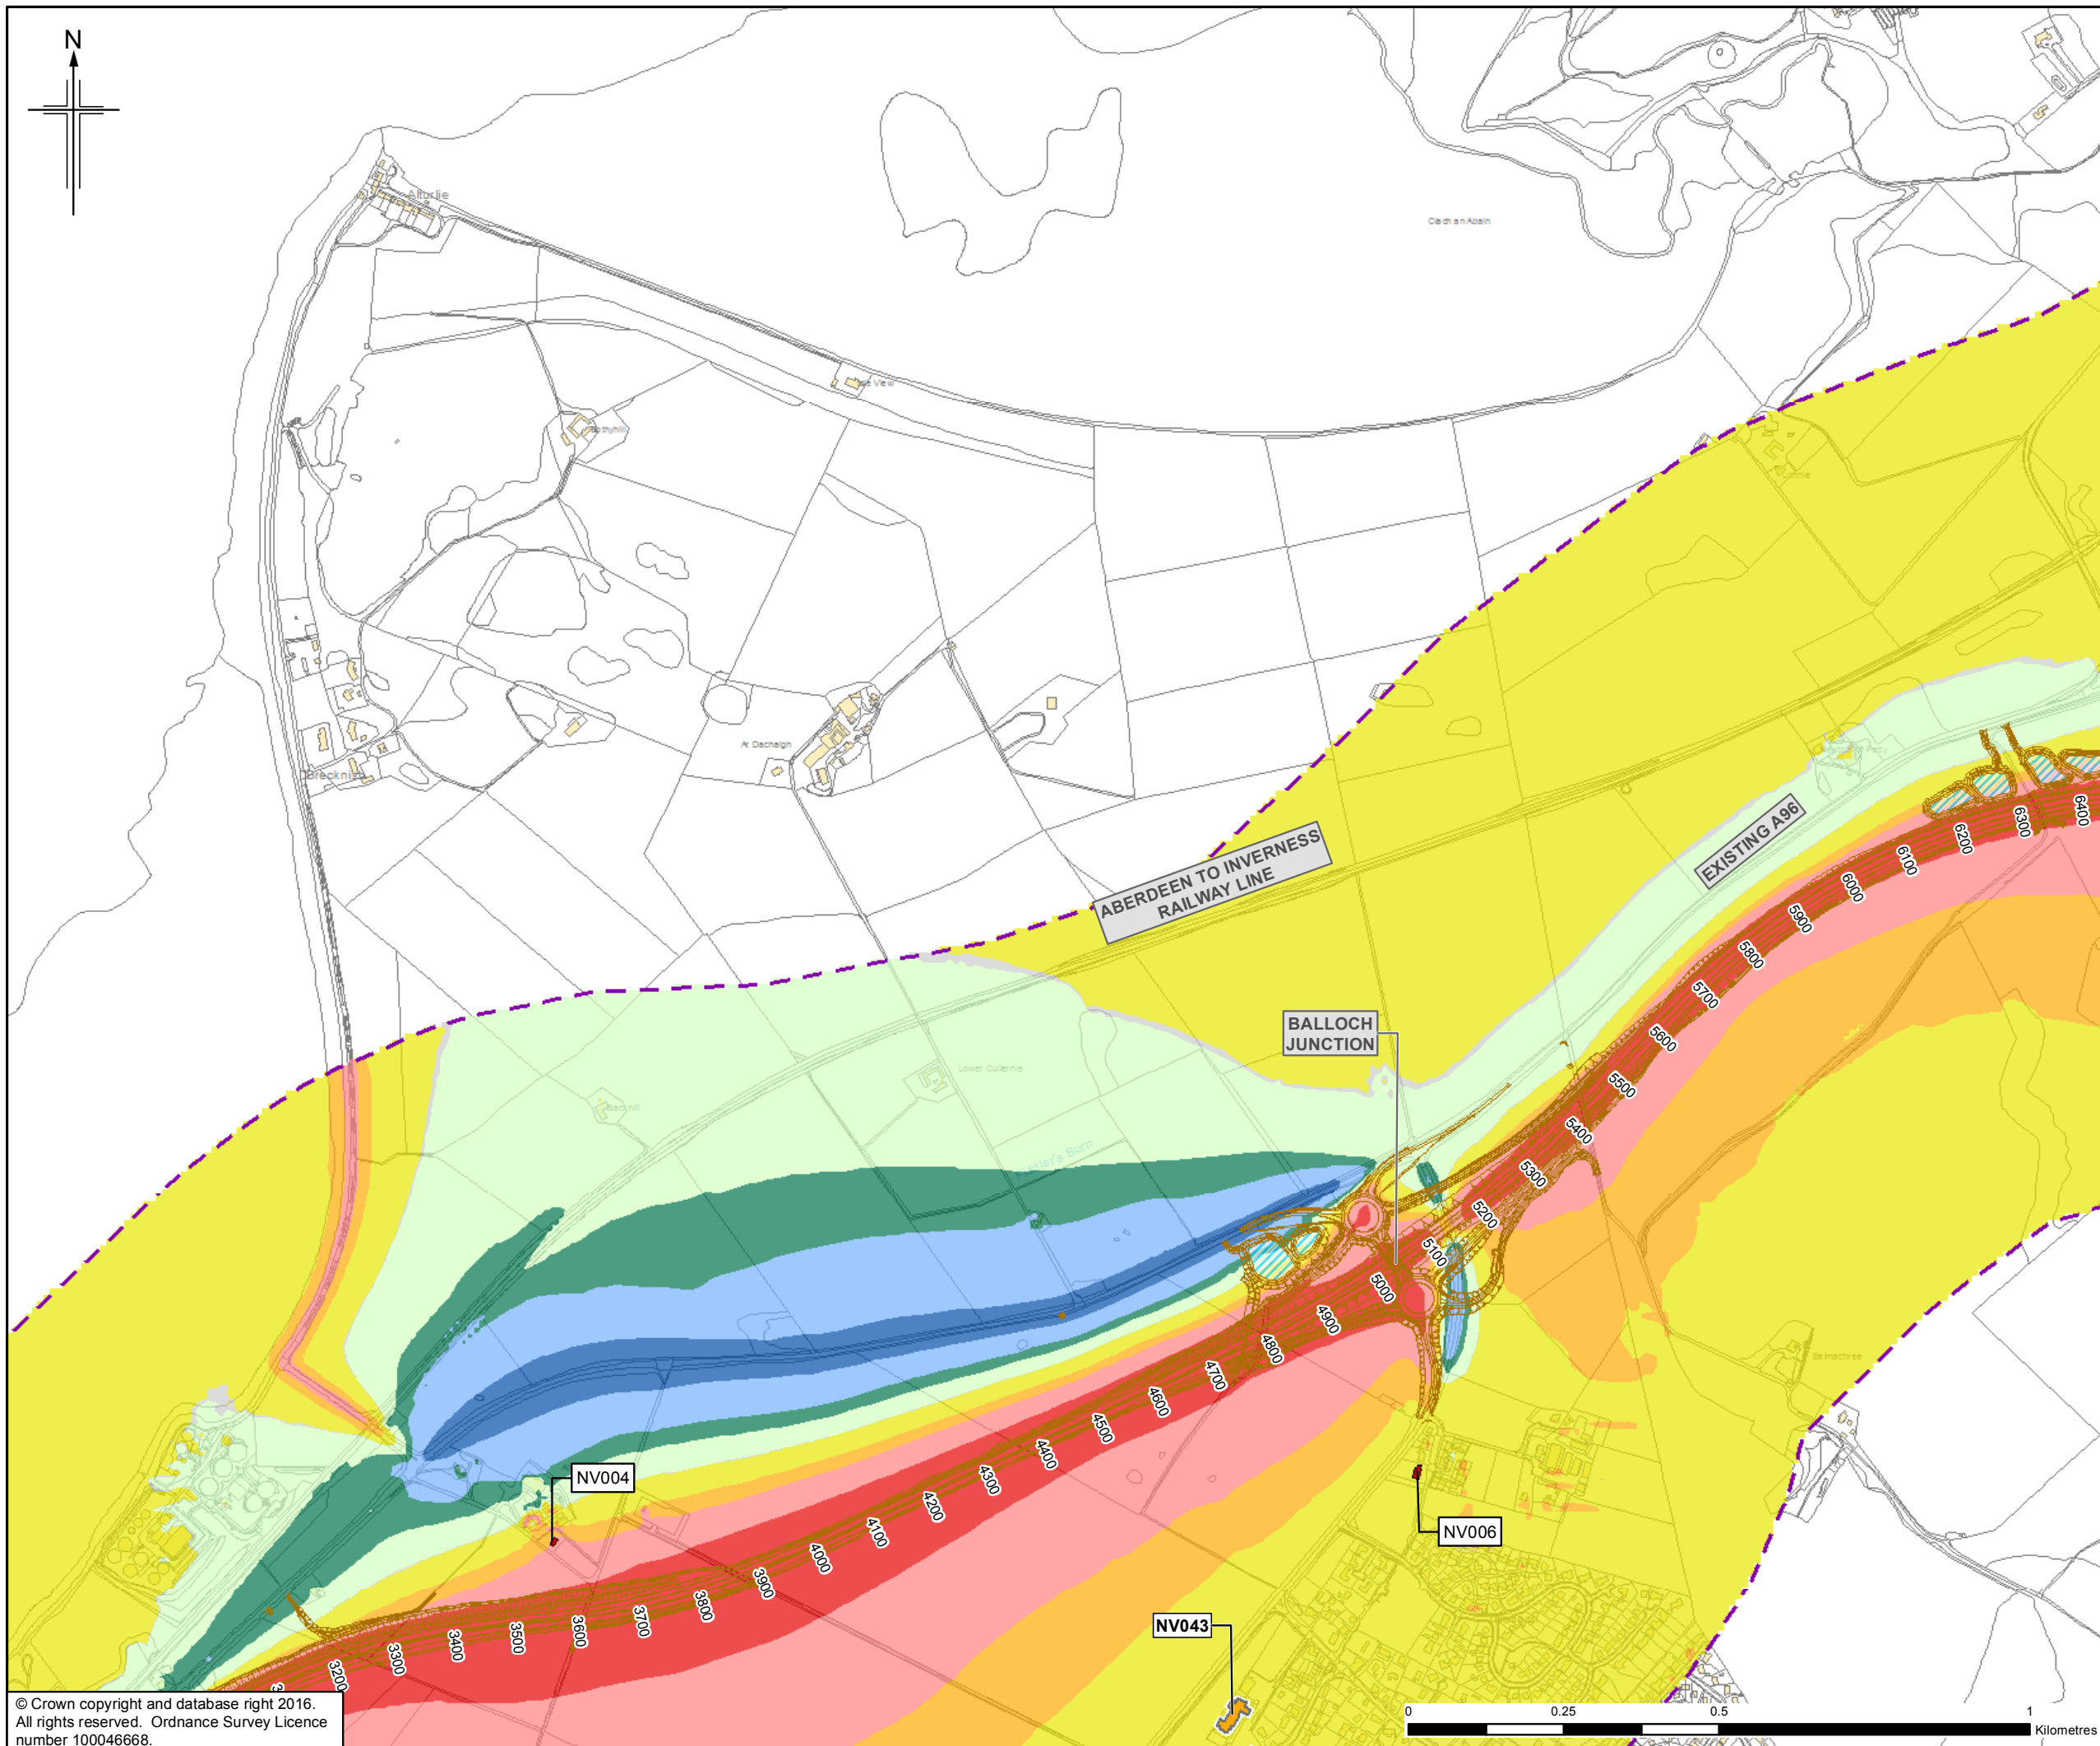 N
Alturlie
Clach an Abain
Ar Dachaigh
ABERDEEN TO INVERNESS
RAILWAY LINE
EXISTING A96
BALLOCH
JUNCTION
Lower Cullernie
Balmachree
NV004
NV006
NV043
3200
3300
3400
3500
3600
3700
3800
3900
4000
4100
4200
4300
4400
4500
4600
4700
4800
4900
5000
5100
5200
5300
5400
5500
5600
5700
5800
5900
6000
6100
6200
6300
6400
© Crown copyright and database right 2016.
All rights reserved. Ordnance Survey Licence
number 100046668.
0 0.25 0.5 1
Kilometres